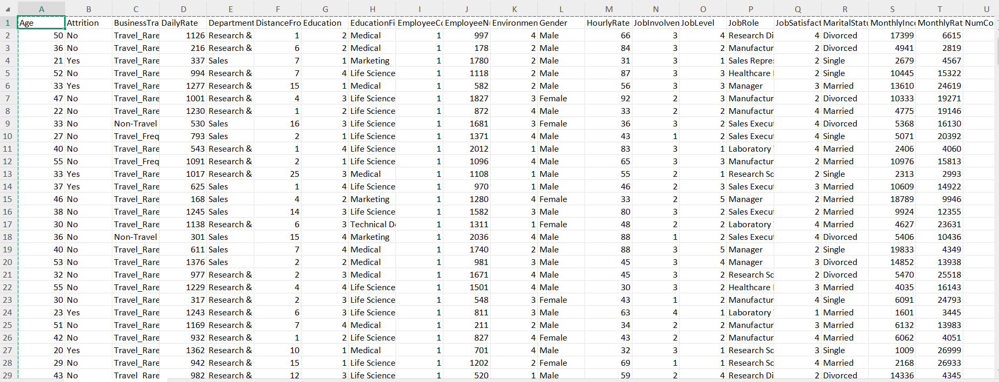 A B C D E F G H I J K L M N O P Q R S T U
1 Age Attrition BusinessTra DailyRate Department DistanceFro Education EducationFi EmployeeCo EmployeeNu Environmen Gender HourlyRate JobInvolven JobLevel JobRole JobSatisfact MaritalStatu MonthlyInco MonthlyRat NumCo
2 50 No Travel_Rare 1126 Research & 1 2 Medical 1 997 4 Male 66 3 4 Research Di 4 Divorced 17399 6615
3 36 No Travel_Rare 216 Research & 6 2 Medical 1 178 2 Male 84 3 2 Manufactur 2 Divorced 4941 2819
4 21 Yes Travel_Rare 337 Sales 7 1 Marketing 1 1780 2 Male 31 3 1 Sales Repres 2 Single 2679 4567
5 52 No Travel_Rare 994 Research & 7 4 Life Science 1 1118 2 Male 87 3 3 Healthcare 2 Single 10445 15322
6 33 Yes Travel_Rare 1277 Research & 15 1 Medical 1 582 2 Male 56 3 3 Manager 3 Married 13610 24619
7 47 No Travel_Rare 1001 Research & 4 3 Life Science 1 1827 3 Female 92 2 3 Manufactur 2 Divorced 10333 19271
8 22 No Travel_Rare 1230 Research & 1 2 Life Science 1 872 4 Male 33 2 2 Manufactur 4 Married 4775 19146
9 33 No Non-Travel 530 Sales 16 3 Life Science 1 1681 3 Female 36 3 2 Sales Execut 4 Divorced 5368 16130
10 27 No Travel_Freq 793 Sales 2 1 Life Science 1 1371 4 Male 43 1 2 Sales Execut 4 Single 5071 20392
11 40 No Travel_Rare 543 Research & 1 4 Life Science 1 2012 1 Male 83 3 1 Laboratory 4 Married 2406 4060
12 55 No Travel_Freq 1091 Research & 2 1 Life Science 1 1096 4 Male 65 3 3 Manufactur 2 Married 10976 15813
13 33 Yes Travel_Rare 1017 Research & 25 3 Medical 1 1108 1 Male 55 2 1 Research Sc 2 Single 2313 2993
14 37 Yes Travel_Rare 625 Sales 1 4 Life Science 1 970 1 Male 46 2 3 Sales Execut 3 Married 10609 14922
15 46 No Travel_Rare 168 Sales 4 2 Marketing 1 1280 4 Female 33 2 5 Manager 2 Married 18789 9946
16 38 No Travel_Rare 1245 Sales 14 3 Life Science 1 1582 3 Male 80 3 2 Sales Execut 2 Married 9924 12355
17 30 No Travel_Rare 1138 Research & 6 3 Technical De 1 1311 1 Female 48 2 2 Laboratory 4 Married 4627 23631
18 36 No Non-Travel 301 Sales 15 4 Marketing 1 2036 4 Male 88 1 2 Sales Execut 4 Divorced 5406 10436
19 40 No Travel_Rare 611 Sales 7 4 Medical 1 1740 2 Male 88 3 5 Manager 2 Single 19833 4349
20 53 No Travel_Rare 1376 Sales 2 2 Medical 1 981 3 Male 45 3 4 Manager 3 Divorced 14852 13938
21 32 No Travel_Rare 977 Research & 2 3 Medical 1 1671 4 Male 45 3 2 Research Sc 2 Divorced 5470 25518
22 55 No Travel_Rare 1229 Research & 4 4 Life Science 1 1501 4 Male 30 3 2 Healthcare 3 Married 4035 16143
23 30 No Travel_Rare 317 Research & 2 3 Life Science 1 548 3 Female 43 1 2 Manufactur 4 Single 6091 24793
24 23 Yes Travel_Rare 1243 Research & 6 3 Life Science 1 811 3 Male 63 4 1 Laboratory 1 Married 1601 3445
25 51 No Travel_Rare 1169 Research & 7 4 Medical 1 211 2 Male 34 2 2 Manufactur 3 Married 6132 13983
26 42 No Travel_Rare 932 Research & 1 2 Life Science 1 827 4 Female 43 2 2 Manufactur 4 Married 6062 4051
27 20 Yes Travel_Rare 1362 Research & 10 1 Medical 1 701 4 Male 32 3 1 Research Sc 3 Single 1009 26999
28 29 No Travel_Rare 942 Research & 15 1 Life Science 1 1202 2 Female 69 1 1 Research Sc 4 Married 2168 26933
29 43 No Travel_Rare 982 Research & 12 3 Life Science 1 520 1 Male 59 2 4 Research Di 2 Divorced 14336 4345